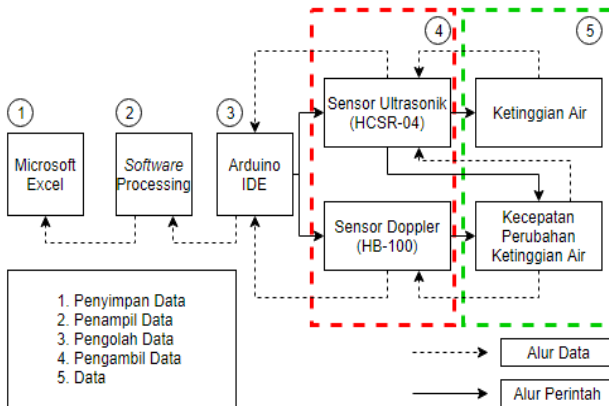 4
5
1
2
3
Microsoft
Excel
Software
Processing
Arduino
IDE
Sensor Ultrasonik
(HCSR-04)
Ketinggian Air
Sensor Doppler
(HB-100)
Kecepatan
Perubahan
Ketinggian Air
1. Penyimpan Data
2. Penampil Data
3. Pengolah Data
4. Pengambil Data
5. Data
Alur Data
Alur Perintah